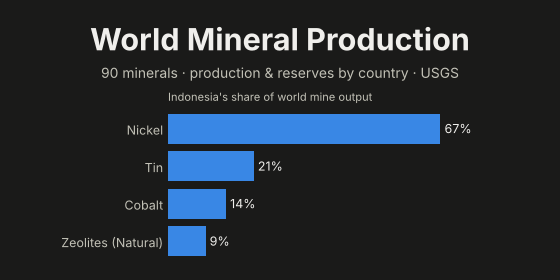 World Mineral Production
90 minerals · production & reserves by country · USGS
Indonesia's share of world mine output
Nickel 67%
Tin 21%
Cobalt 14%
Zeolites (Natural) 9%